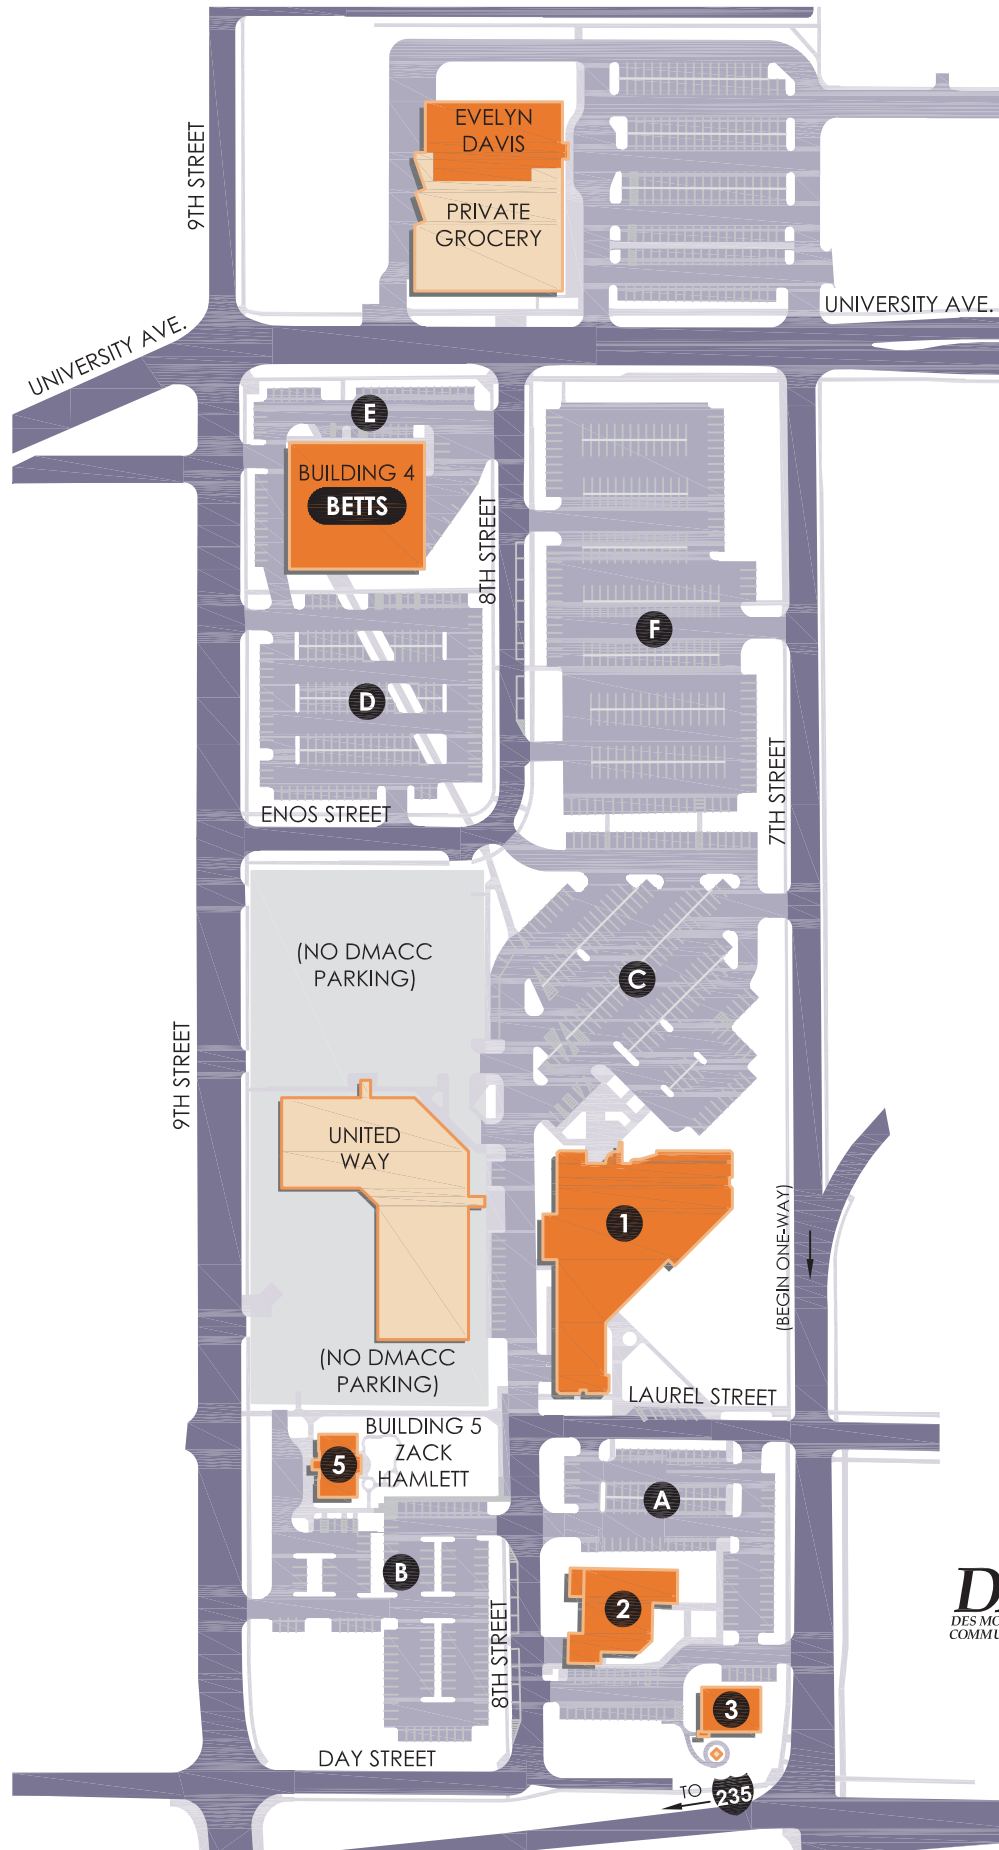 EVELYN
DAVIS
9TH STREET
PRIVATE
GROCERY
UNIVERSITY AVE.
UNIVERSITY AVE.
E
BUILDING 4
BETTS
8TH STREET
F
D
7TH STREET
ENOS STREET
(NO DMACC
PARKING)
C
9TH STREET
UNITED
WAY
1
(BEGIN ONE-WAY)
(NO DMACC
PARKING)
LAUREL STREET
BUILDING 5
ZACK
HAMLETT
5
A
B
2
DES
8TH STREET
3
DAY STREET
TO
235